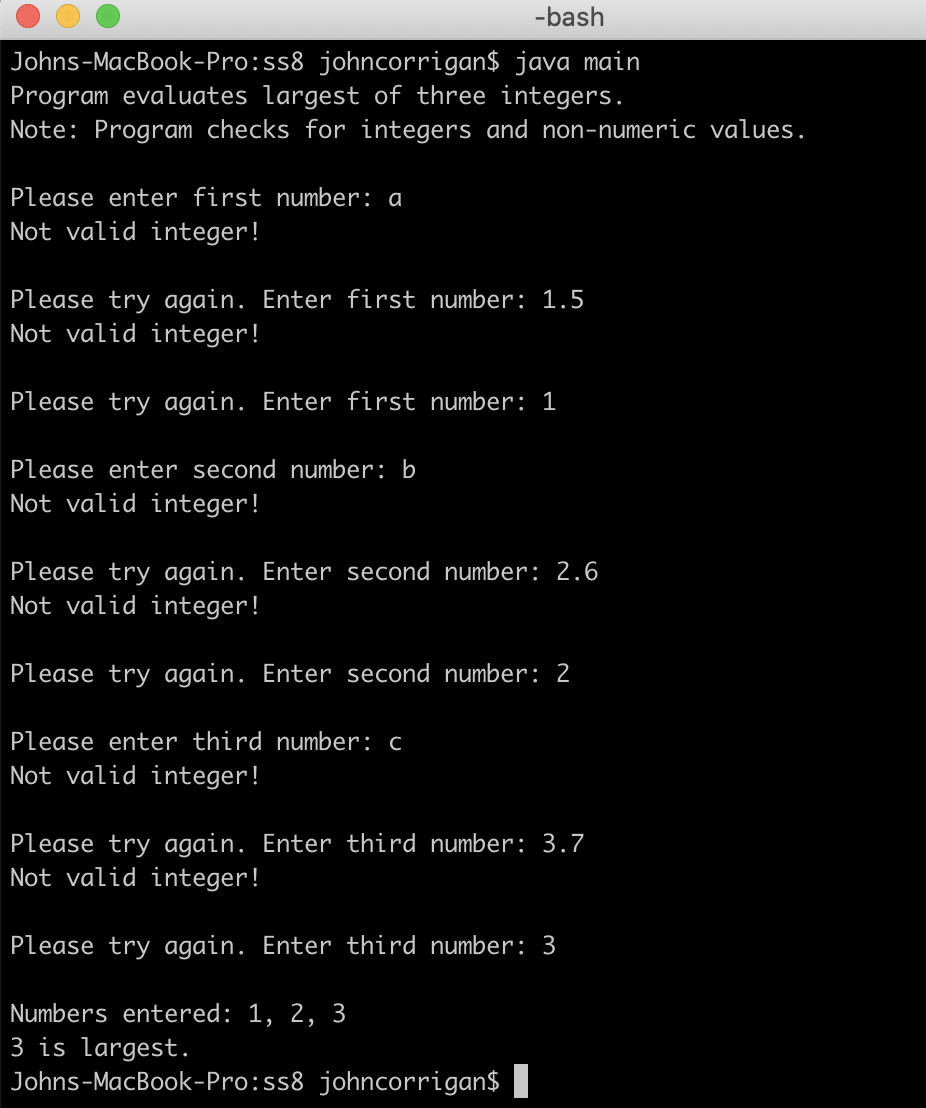 -bash
Johns-MacBook-Pro:ss8 johncorrigan$ java main
Program evaluates largest of three integers.
Note: Program checks for integers and non-numeric values.
Please enter first number: a
Not valid integer!
Please try again. Enter first number: 1.5
Not valid integer!
Please try again. Enter first number: 1
Please enter second number: b
Not valid integer!
Please try again. Enter second number: 2.6
Not valid integer!
Please try again. Enter second number: 2
Please enter third number: c
Not valid integer!
Please try again. Enter third number: 3.7
Not valid integer!
Please try again. Enter third number: 3
Numbers entered: 1, 2, 3
3 is largest.
Johns-MacBook-Pro:ss8 johncorrigan$